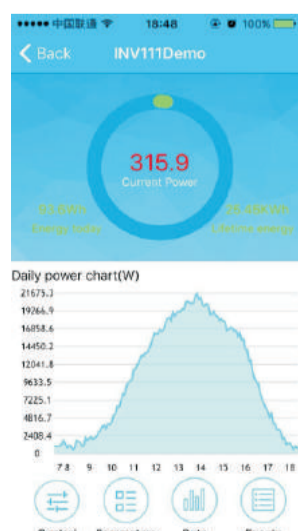 中国联通 18:48 100%
Back INV111Demo
315.9
Current Power
Energy today Lifetime energy
Daily power chart(W)
21675.3
19266.9
16858.6
14450.2
12041.8
9633.5
7225.1
4816.7
2408.4
0
7 8 9 10 11 12 13 14 15 16 17 18